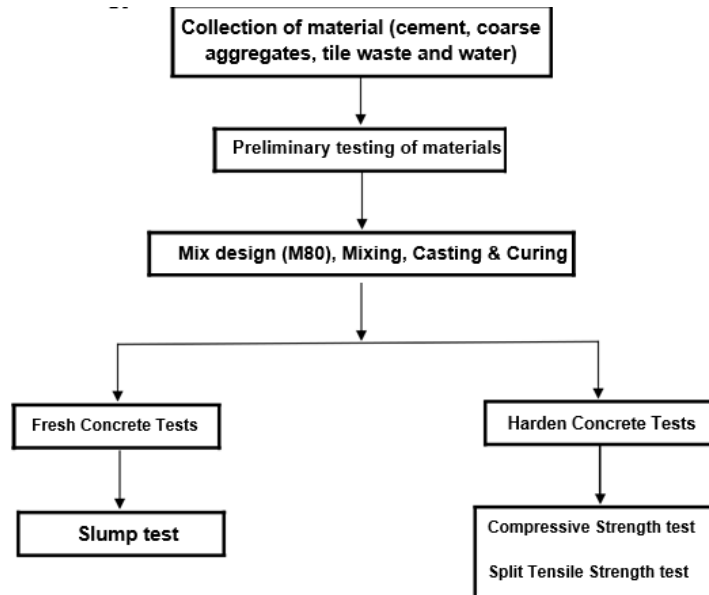 Collection of material (cement, coarse
aggregates, tile waste and water)
Preliminary testing of materials
Mix design (M80), Mixing, Casting & Curing
Fresh Concrete Tests
Harden Concrete Tests
Slump test
Compressive Strength test
Split Tensile Strength test